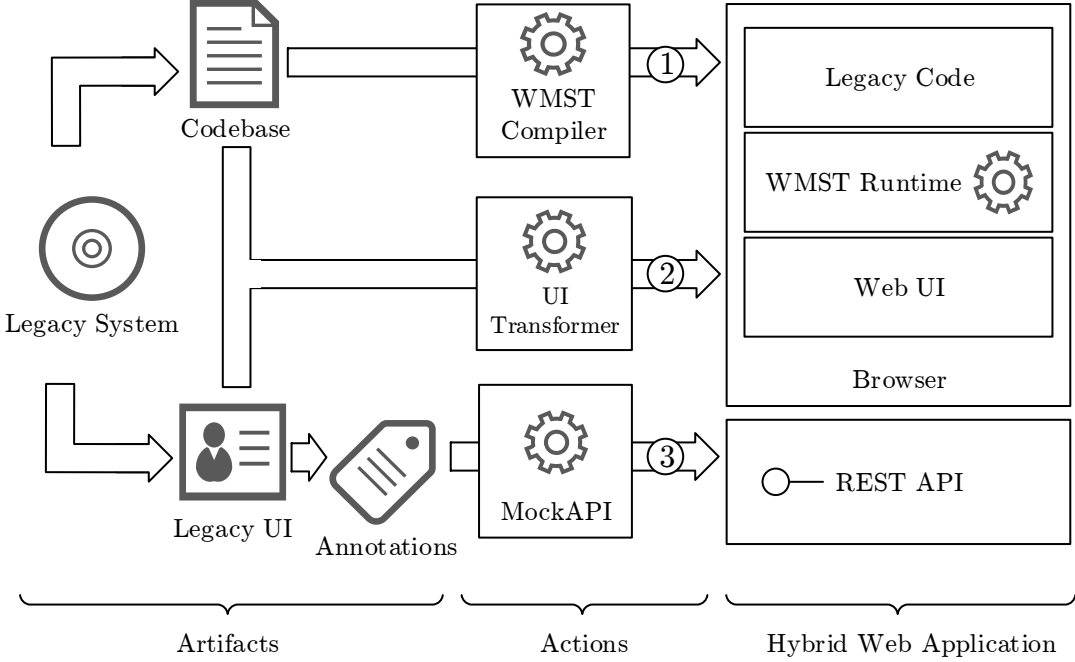 Codebase
Legacy System
Legacy UI
Annotations
WMST
Compiler
UI
Transformer
MockAPI
1
2
3
Legacy Code
WMST Runtime
Web UI
Browser
REST API
Artifacts
Actions
Hybrid Web Application